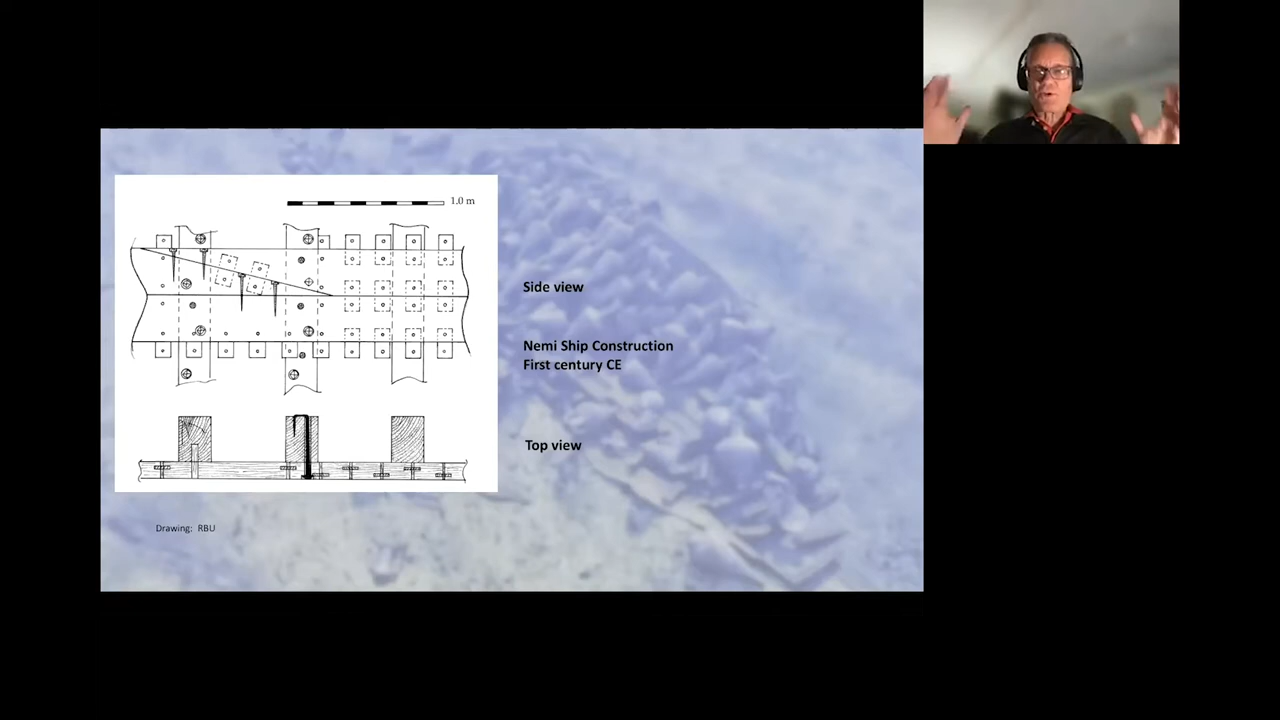 1.0 m
Side view
Nemi Ship Construction
First century CE
Top view
Drawing: RBU